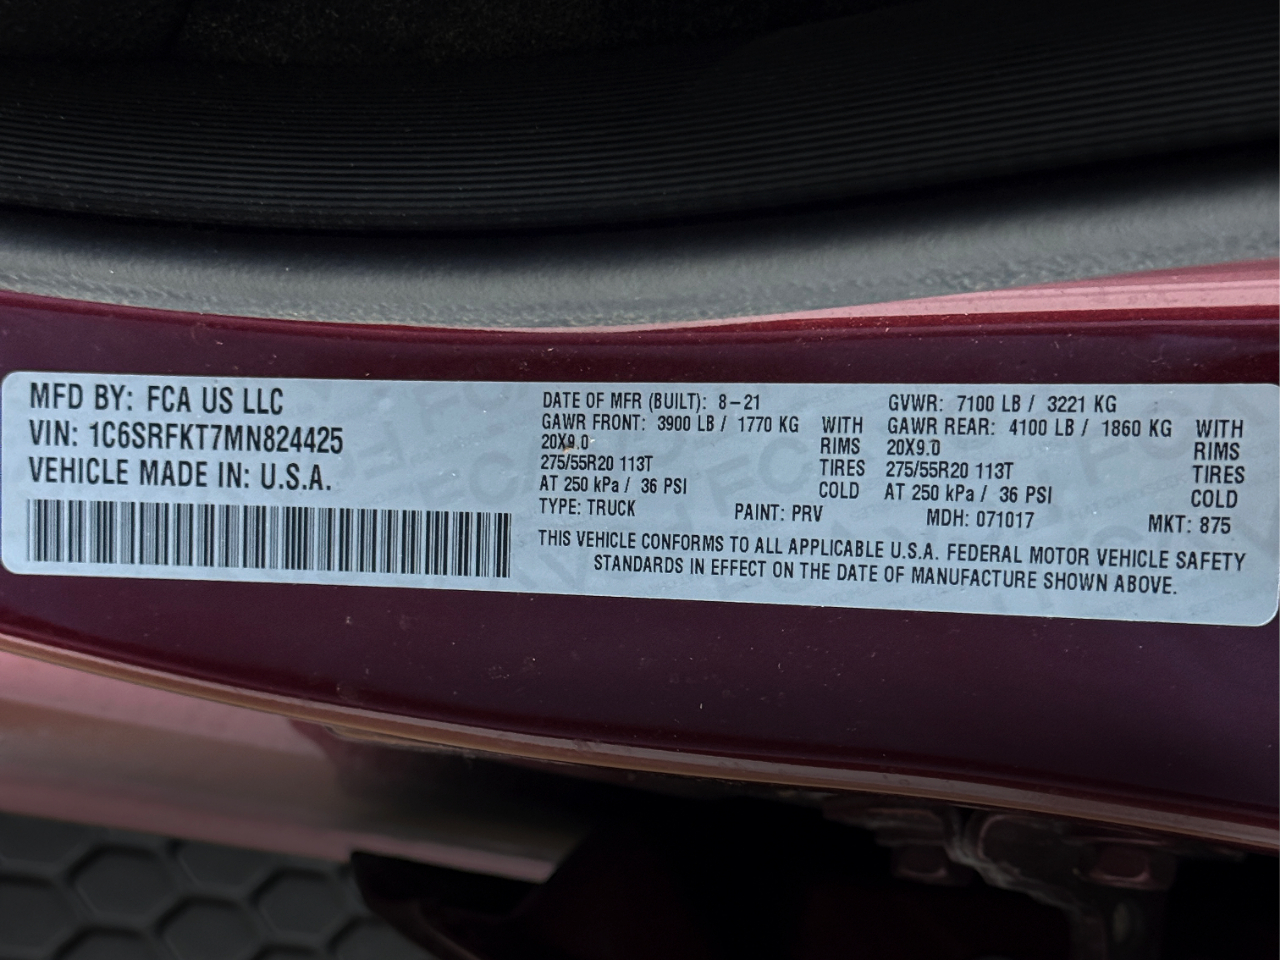 MFD BY: FCA US LLC
VIN: 1C6SRFKT7MN824425
VEHICLE MADE IN: U.S.A.
DATE OF MFR (BUILT): 8-21
GAWR FRONT: 3900 LB / 1770 KG WITH
20X9.0 RIMS
275/55R20 113T TIRES
AT 250 kPa / 36 PSI COLD
GVWR: 7100 LB / 3221 KG
GAWR REAR: 4100 LB / 1860 KG WITH
20X9.0 RIMS
275/55R20 113T TIRES
AT 250 kPa / 36 PSI COLD
TYPE: TRUCK PAINT: PRV MDH: 071017 MKT: 875
THIS VEHICLE CONFORMS TO ALL APPLICABLE U.S.A. FEDERAL MOTOR VEHICLE SAFETY
STANDARDS IN EFFECT ON THE DATE OF MANUFACTURE SHOWN ABOVE.